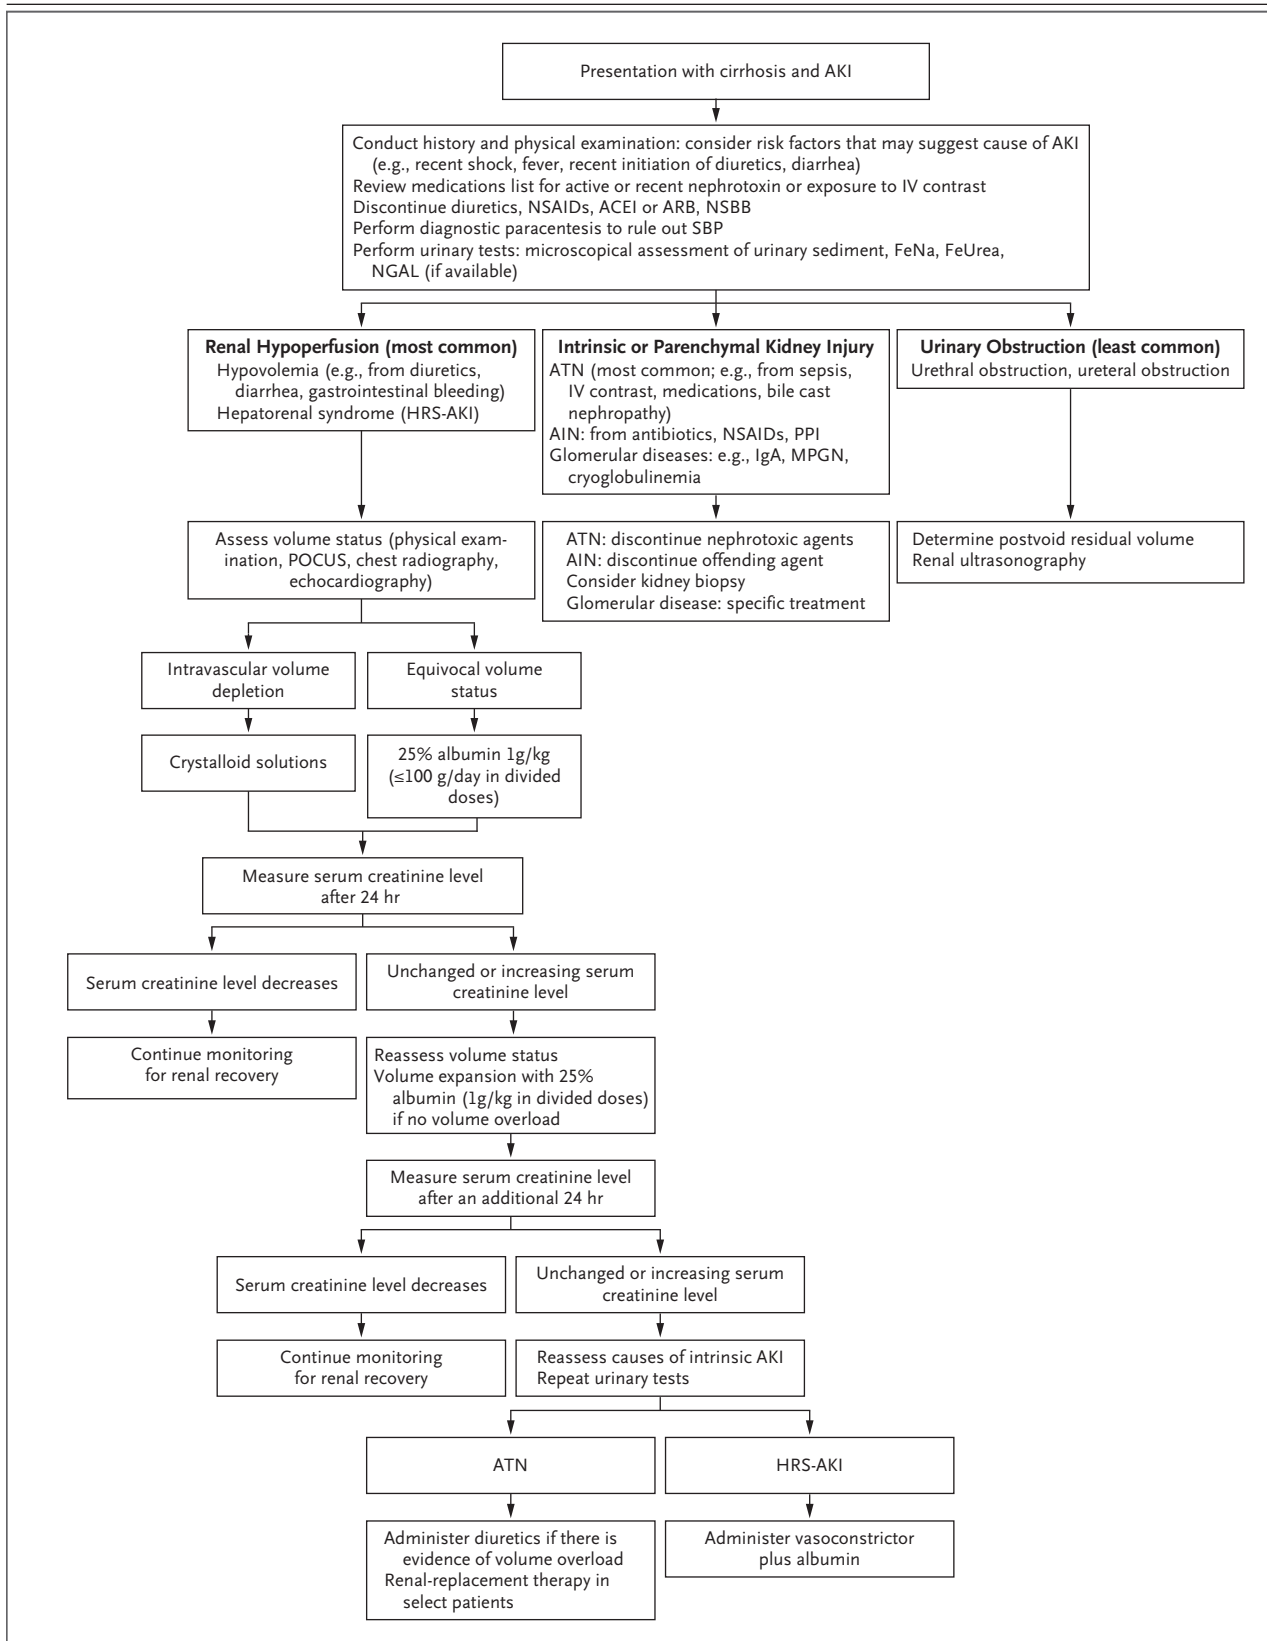 Presentation with cirrhosis and AKI
Conduct history and physical examination: consider risk factors that may suggest cause of AKI
(e.g., recent shock, fever, recent initiation of diuretics, diarrhea)
Review medications list for active or recent nephrotoxin or exposure to IV contrast
Discontinue diuretics, NSAIDs, ACEI or ARB, NSBB
Perform diagnostic paracentesis to rule out SBP
Perform urinary tests: microscopical assessment of urinary sediment, FeNa, FeUrea,
NGAL (if available)
Renal Hypoperfusion (most common)
Hypovolemia (e.g., from diuretics,
diarrhea, gastrointestinal bleeding)
Hepatorenal syndrome (HRS-AKI)
Intrinsic or Parenchymal Kidney Injury
ATN (most common; e.g., from sepsis,
IV contrast, medications, bile cast
nephropathy)
AIN: from antibiotics, NSAIDs, PPI
Glomerular diseases: e.g., IgA, MPGN,
cryoglobulinemia
Urinary Obstruction (least common)
Urethral obstruction, ureteral obstruction
Assess volume status (physical exam-
ination, POCUS, chest radiography,
echocardiography)
ATN: discontinue nephrotoxic agents
AIN: discontinue offending agent
Consider kidney biopsy
Glomerular disease: specific treatment
Determine postvoid residual volume
Renal ultrasonography
Intravascular volume
depletion
Equivocal volume
status
Crystalloid solutions
25% albumin 1g/kg
(≤100 g/day in divided
doses)
Measure serum creatinine level
after 24 hr
Serum creatinine level decreases
Unchanged or increasing serum
creatinine level
Continue monitoring
for renal recovery
Reassess volume status
Volume expansion with 25%
albumin (1g/kg in divided doses)
if no volume overload
Measure serum creatinine level
after an additional 24 hr
Serum creatinine level decreases
Unchanged or increasing serum
creatinine level
Continue monitoring
for renal recovery
Reassess causes of intrinsic AKI
Repeat urinary tests
ATN
HRS-AKI
Administer diuretics if there is
evidence of volume overload
Renal-replacement therapy in
select patients
Administer vasoconstrictor
plus albumin